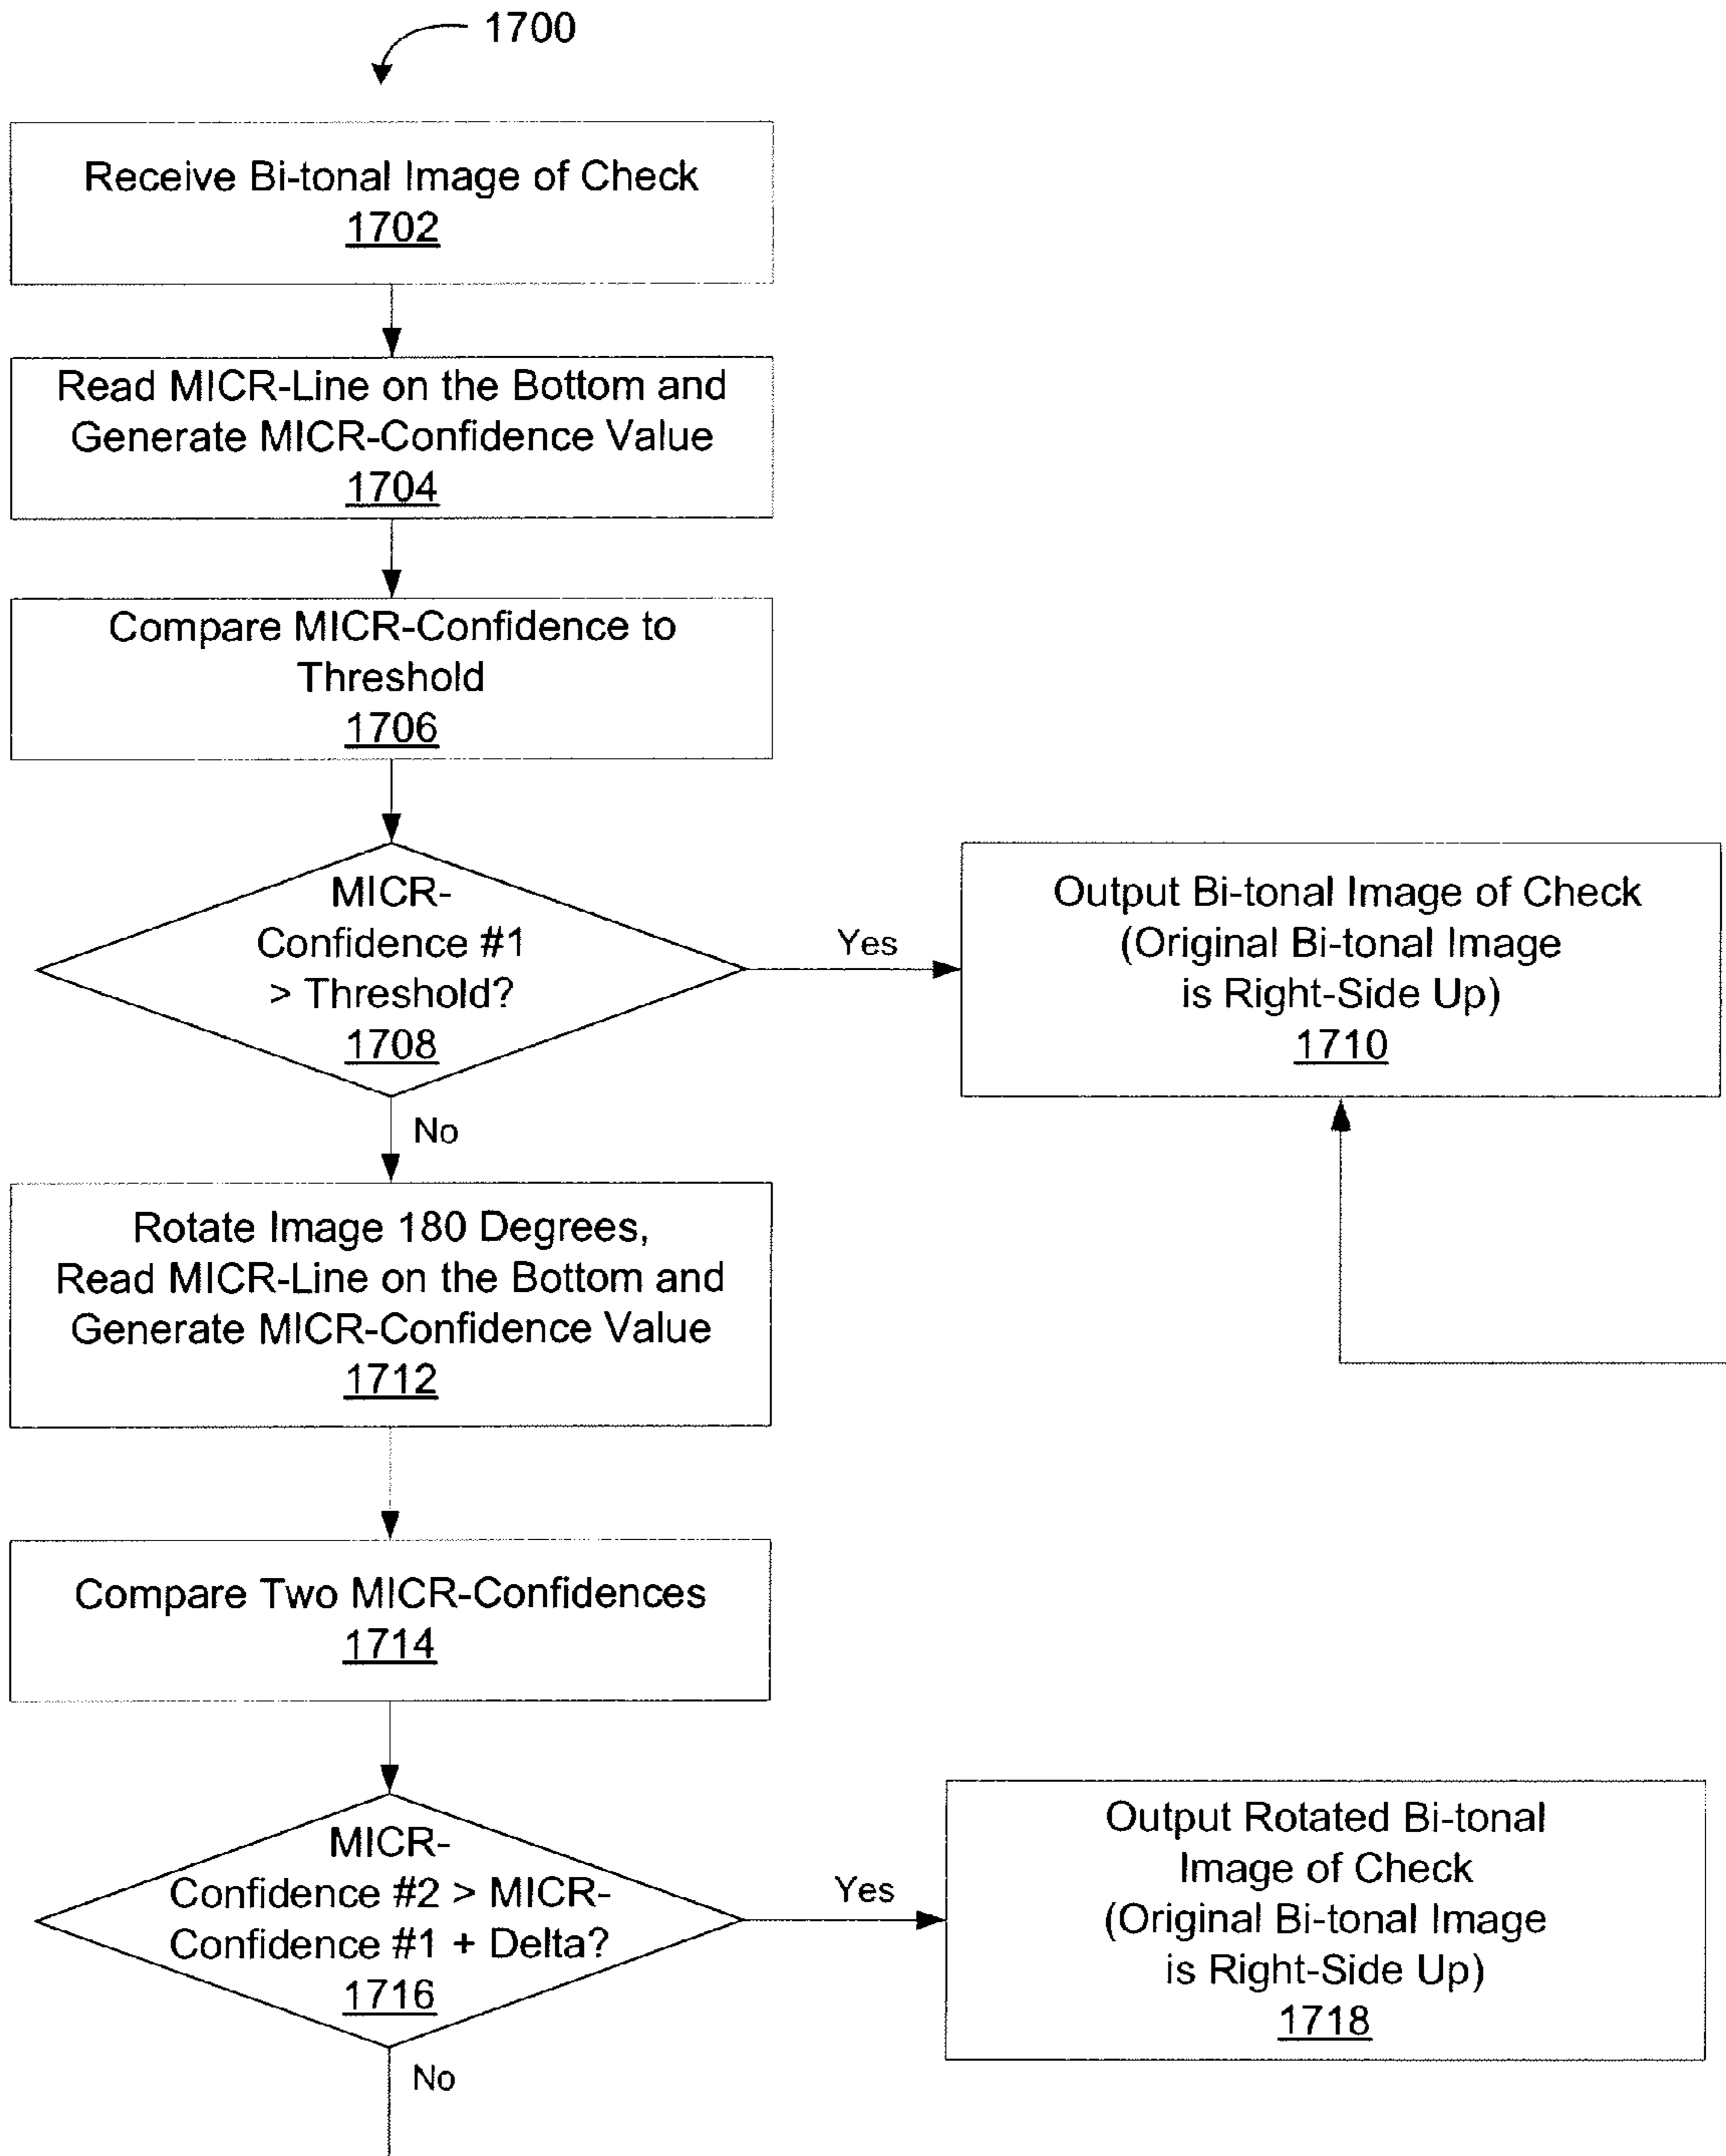 1700
Receive Bi-tonal Image of Check
1702
Read MICR-Line on the Bottom and
Generate MICR-Confidence Value
1704
Compare MICR-Confidence to
Threshold
1706
MICR-
Confidence #1
> Threshold?
1708
Yes
Output Bi-tonal Image of Check
(Original Bi-tonal Image
is Right-Side Up)
1710
No
Rotate Image 180 Degrees,
Read MICR-Line on the Bottom and
Generate MICR-Confidence Value
1712
Compare Two MICR-Confidences
1714
MICR-
Confidence #2 > MICR-
Confidence #1 + Delta?
1716
Yes
Output Rotated Bi-tonal
Image of Check
(Original Bi-tonal Image
is Right-Side Up)
1718
No